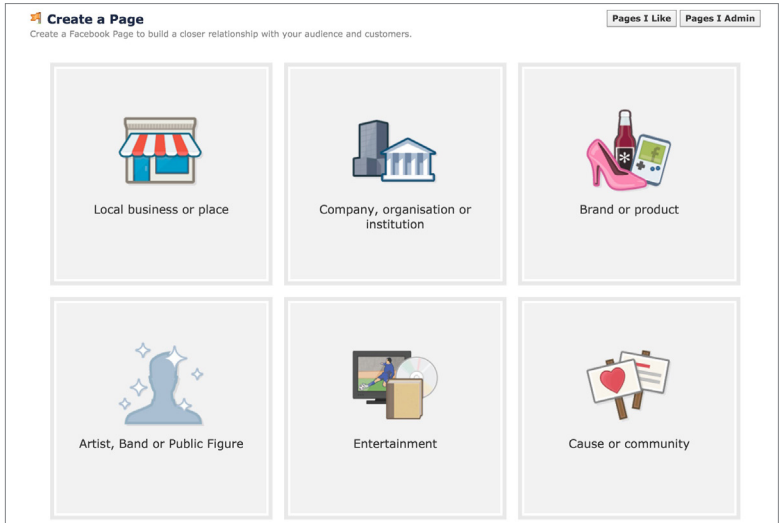 Create a Page
Pages I Like
Pages I Admin
Create a Facebook Page to build a closer relationship with your audience and customers.
Local business or place
Company, organisation or
institution
Brand or product
Artist, Band or Public Figure
Entertainment
Cause or community